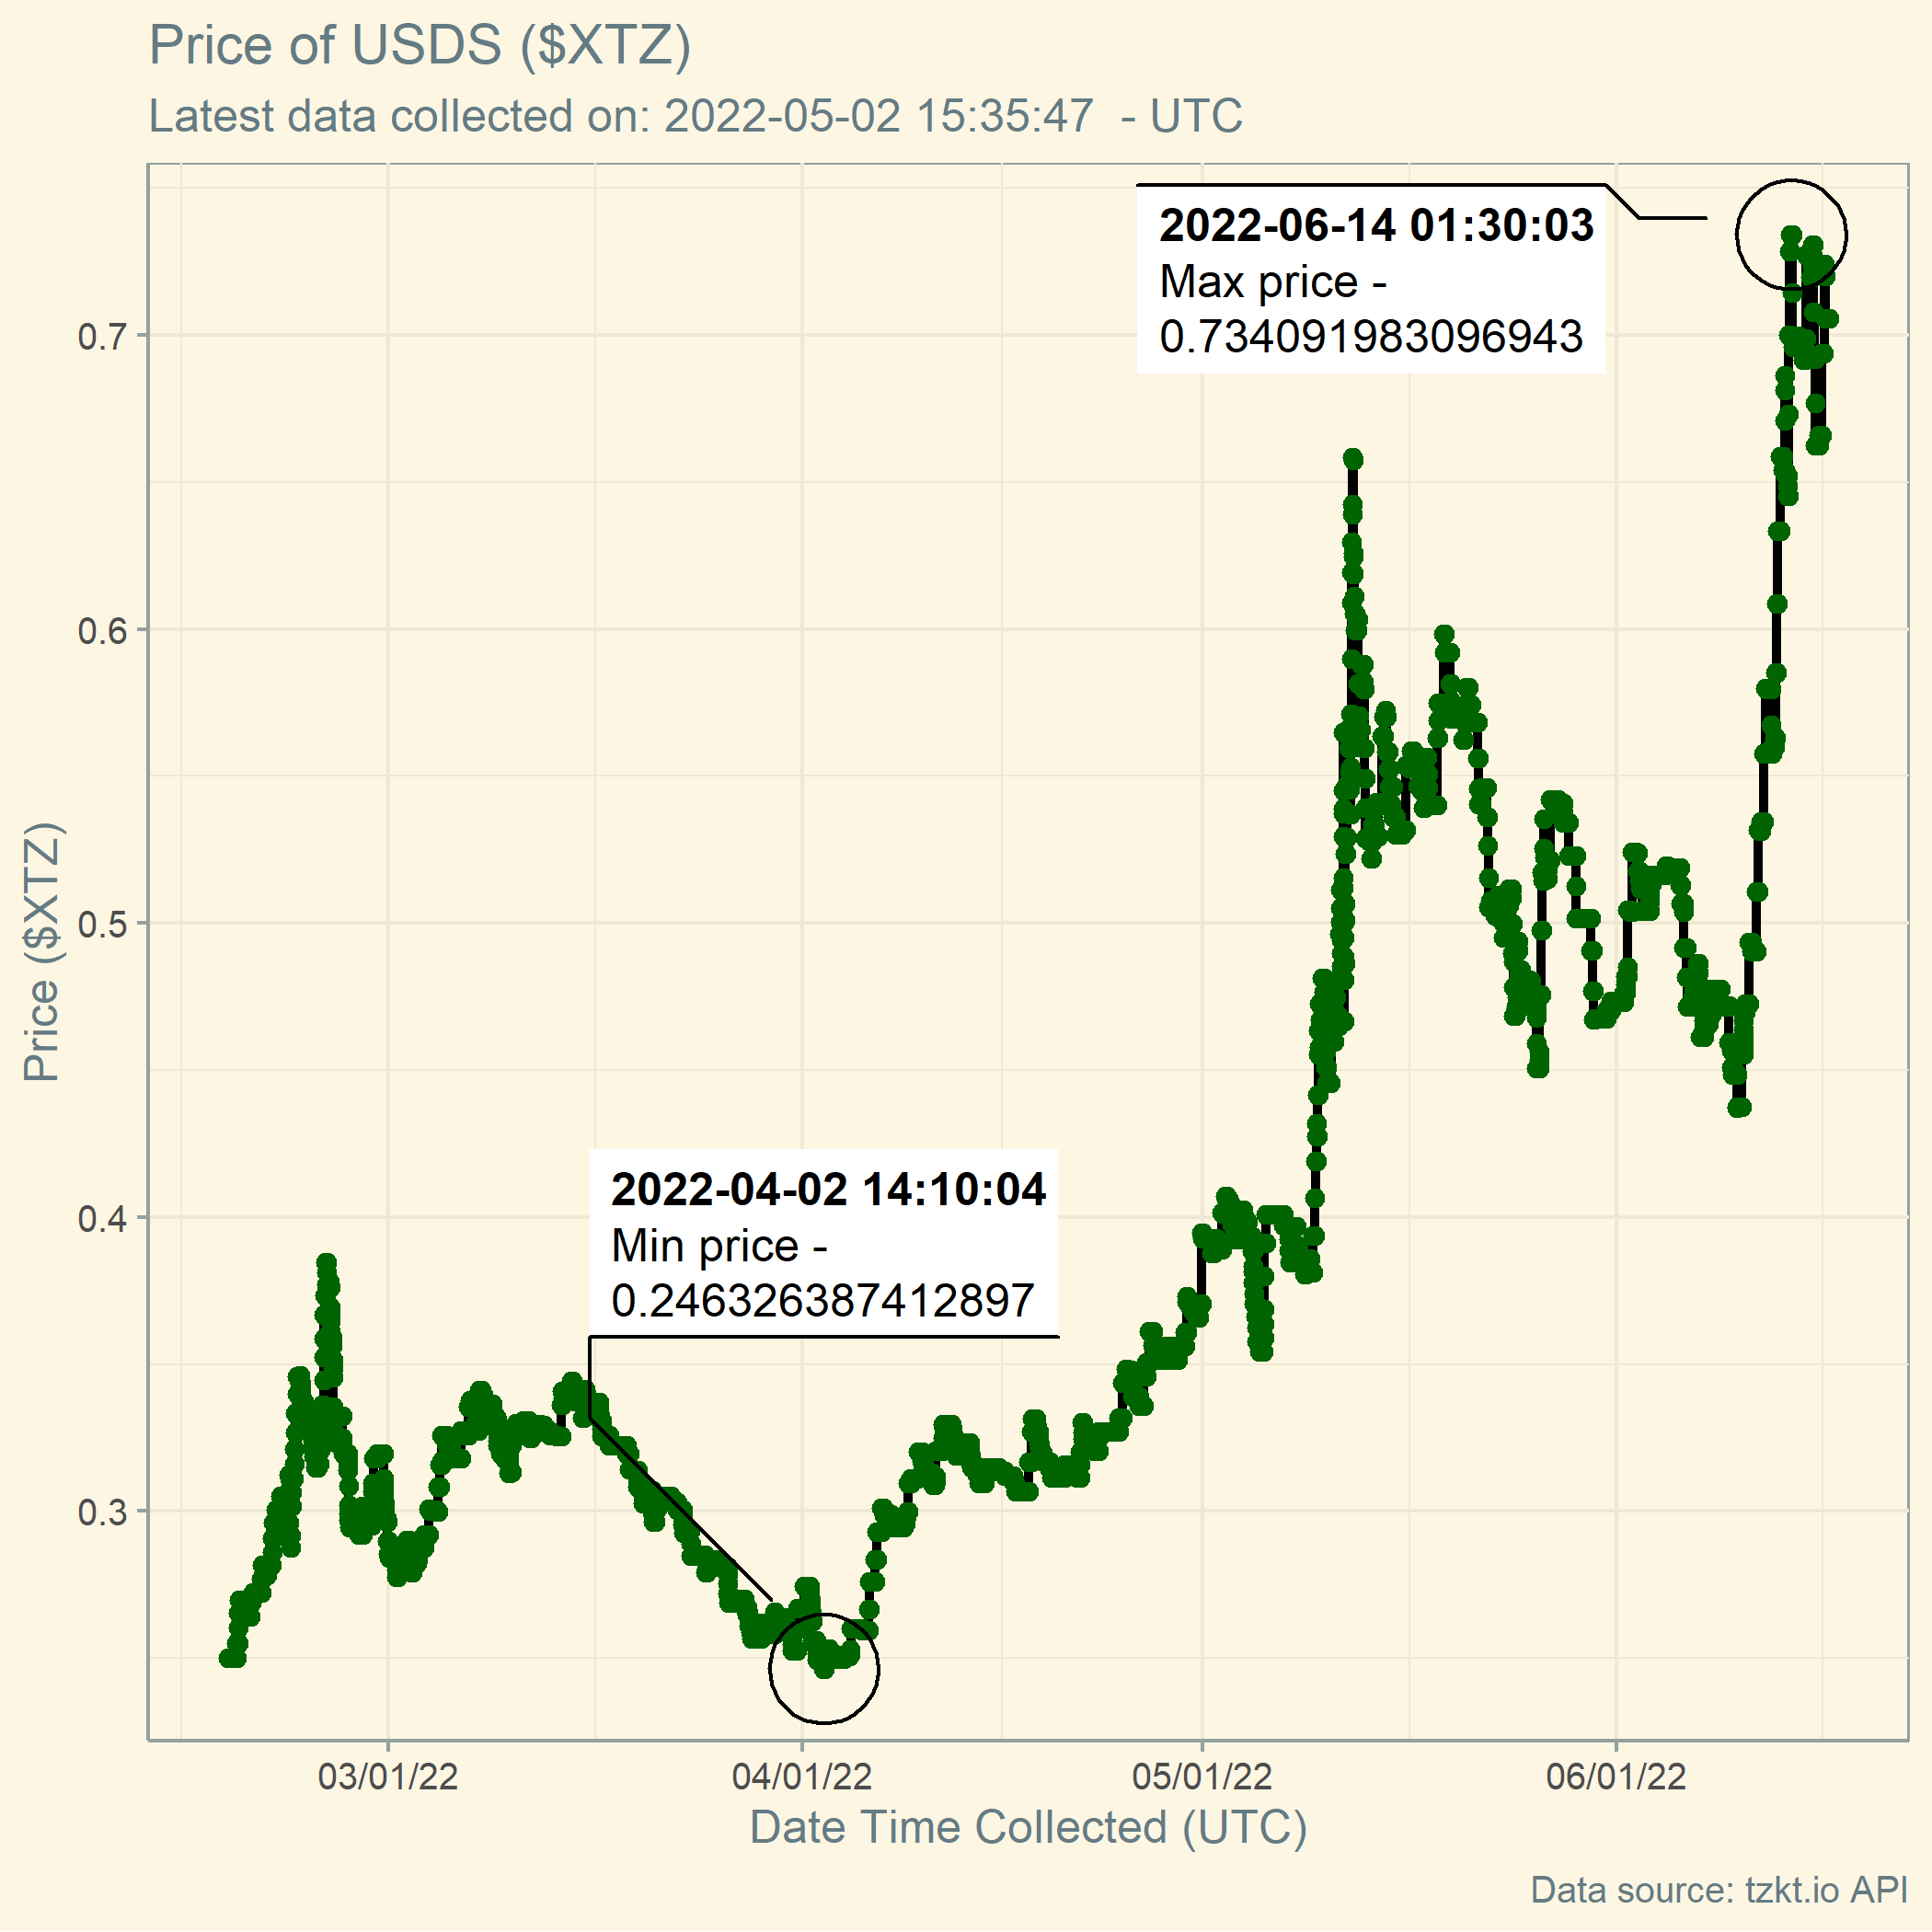 Price of USDS ($XTZ)
Latest data collected on: 2022-05-02 15:35:47  - UTC
2022-06-14 01:30:03
Max price -
0.734091983096943
0.7
0.6
0.5
0.4
0.3
Price ($XTZ)
2022-04-02 14:10:04
Min price -
0.246326387412897
03/01/22
04/01/22
05/01/22
06/01/22
Date Time Collected (UTC)
Data source: tzkt.io API